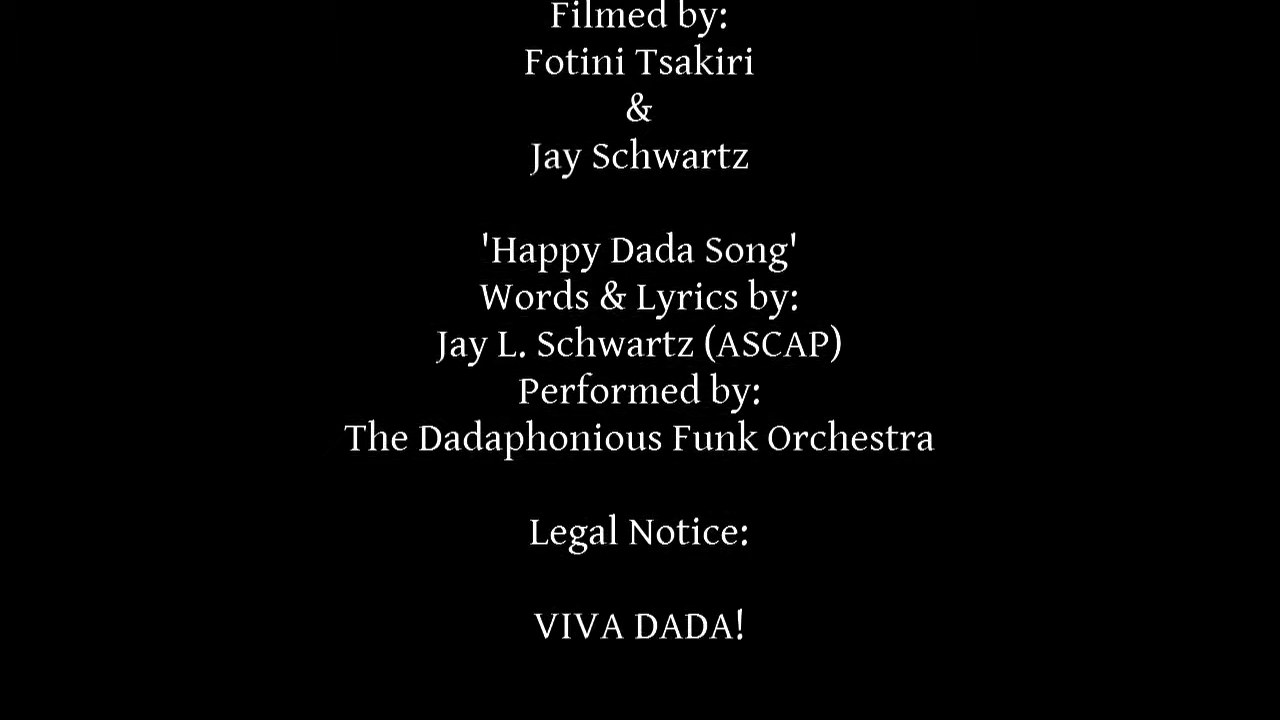 Filmed by:
Fotini Tsakiri
&
Jay Schwartz
'Happy Dada Song'
Words & Lyrics by:
Jay L. Schwartz (ASCAP)
Performed by:
The Dadaphonious Funk Orchestra
Legal Notice:
VIVA DADA!